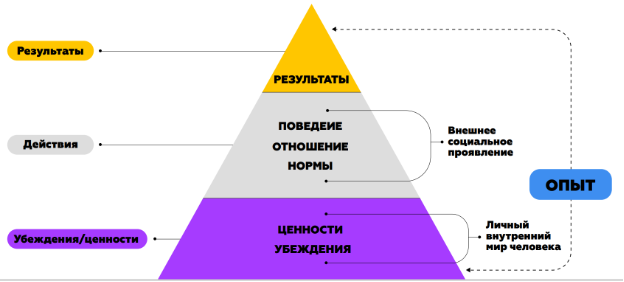 Результаты
РЕЗУЛЬТАТЫ
Действия
ПОВЕДЕИЕ
ОТНОШЕНИЕ
НОРМЫ
Внешнее
социальное
проявление
ОПЫТ
Убеждения/ценности
ЦЕННОСТИ
УБЕЖДЕНИЯ
Личный
внутренний
мир человека